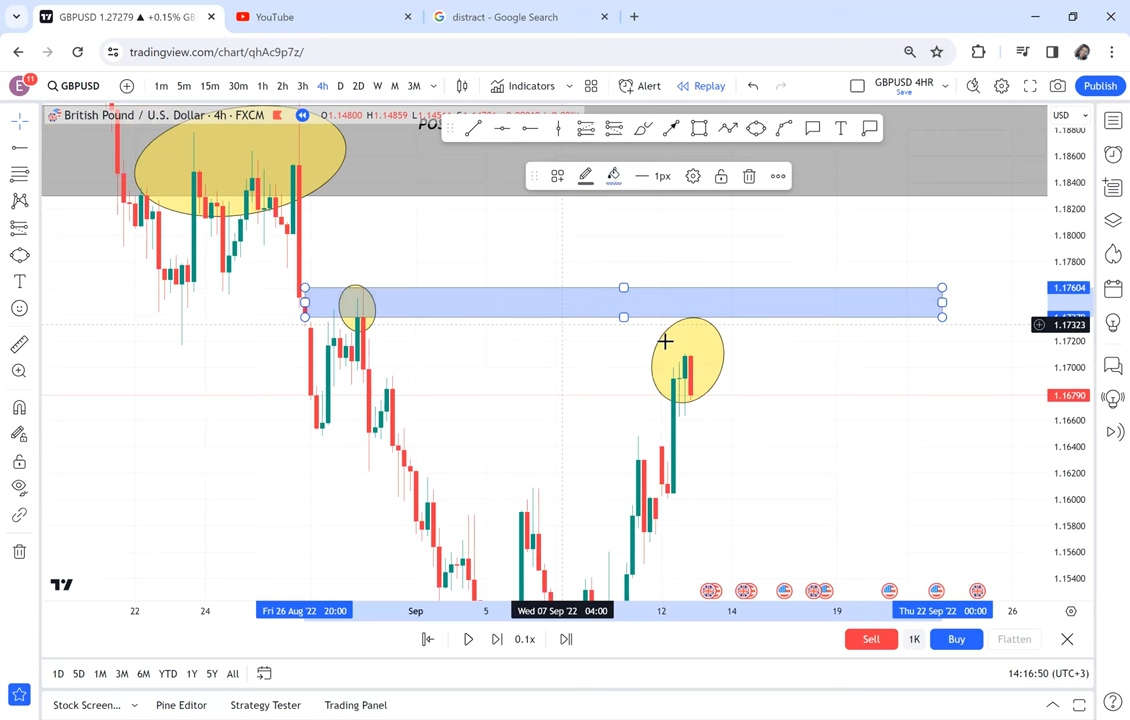 GBPUSD 1.27279 ▲ +0.15% GBP
YouTube
distract - Google Search
tradingview.com/chart/qhAc9p7z/
E
11
GBPUSD
1m 5m 15m 30m 1h 2h 3h 4h D 2D W M 3M
Indicators
Alert
Replay
GBPUSD 4HR
Save
Publish
British Pound / U.S. Dollar · 4h · FXCM
O1.14800 H1.14859
POS
1px
USD
1.18800
1.18600
1.18400
1.18200
1.18000
1.17800
1.17604
1.17323
1.17200
1.17000
1.16790
1.16600
1.16400
1.16200
1.16000
1.15800
1.15600
1.15400
22
24
Fri 26 Aug '22 20:00
Sep
5
Wed 07 Sep '22 04:00
12
14
19
Thu 22 Sep '22 00:00
26
0.1x
Sell
1K
Buy
Flatten
1D 5D 1M 3M 6M YTD 1Y 5Y All
14:16:50 (UTC+3)
Stock Screen...
Pine Editor
Strategy Tester
Trading Panel